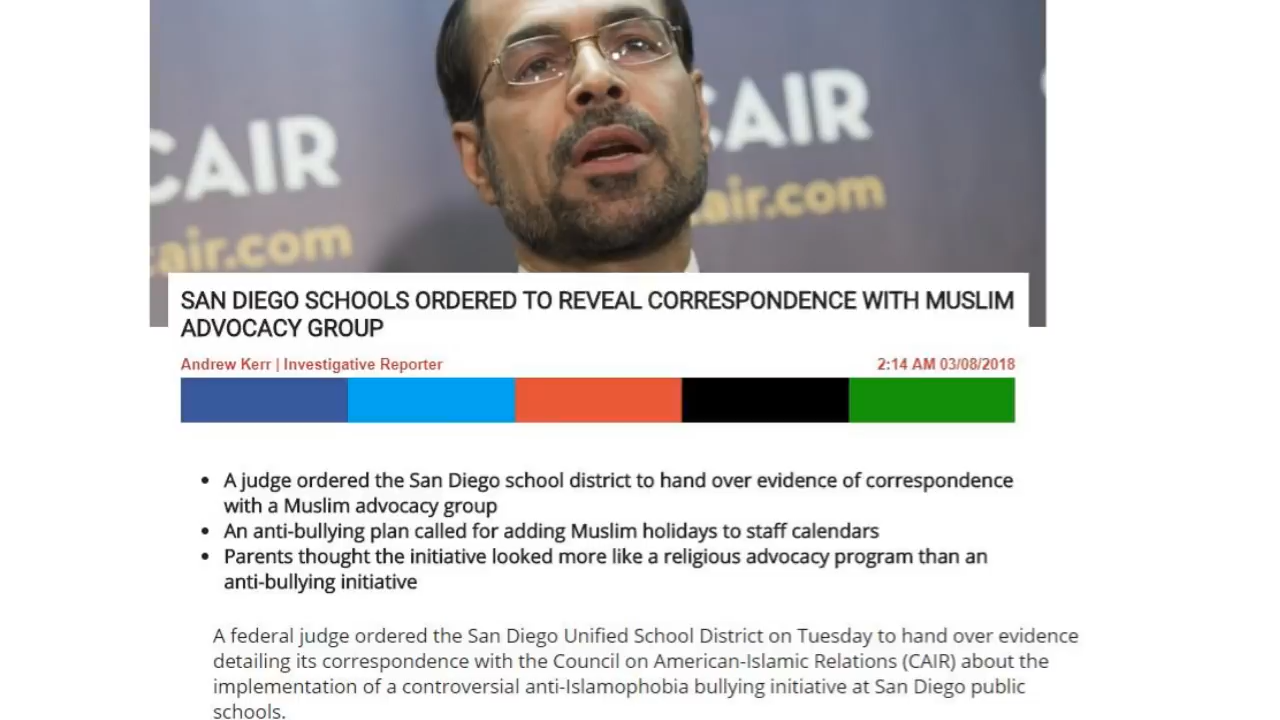 CAIR
CAIR
cair.com
air.com
SAN DIEGO SCHOOLS ORDERED TO REVEAL CORRESPONDENCE WITH MUSLIM
ADVOCACY GROUP
Andrew Kerr | Investigative Reporter
2:14 AM 03/08/2018
• A judge ordered the San Diego school district to hand over evidence of correspondence
with a Muslim advocacy group
• An anti-bullying plan called for adding Muslim holidays to staff calendars
• Parents thought the initiative looked more like a religious advocacy program than an
anti-bullying initiative
A federal judge ordered the San Diego Unified School District on Tuesday to hand over evidence
detailing its correspondence with the Council on American-Islamic Relations (CAIR) about the
implementation of a controversial anti-Islamophobia bullying initiative at San Diego public
schools.